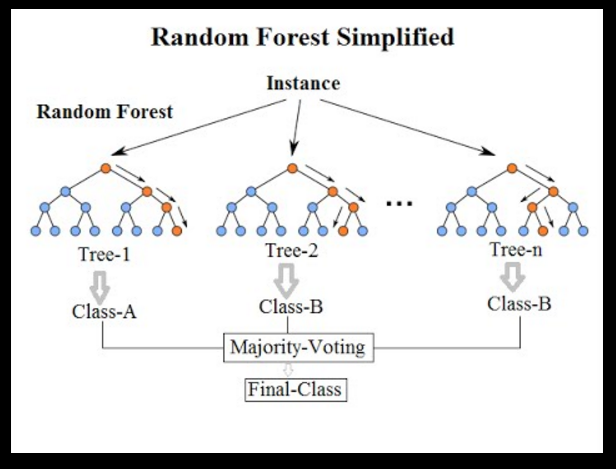 Random Forest Simplified
Instance
Random Forest
...
Tree-1
Tree-2
Tree-n
Class-A
Class-B
Class-B
Majority-Voting
Final-Class